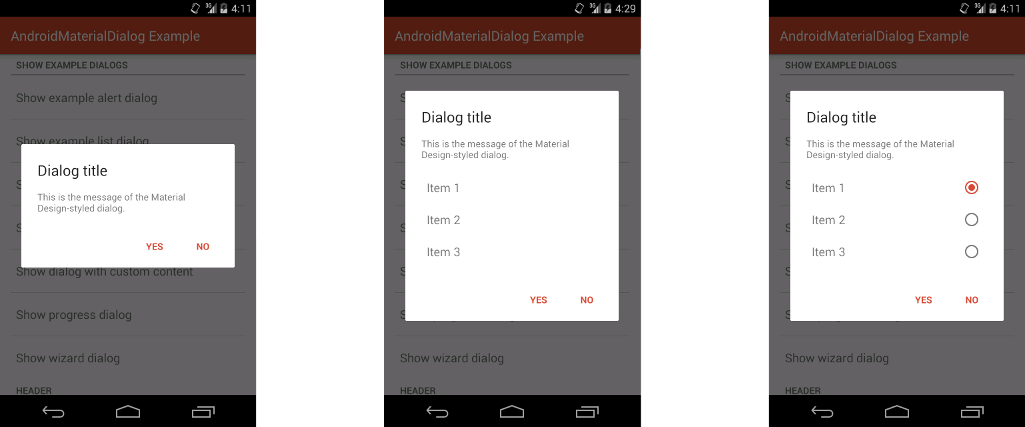 3G 4:11
AndroidMaterialDialog Example
SHOW EXAMPLE DIALOGS
Show example alert dialog
Show example list dialog
Dialog title
This is the message of the Material
Design-styled dialog.
YES NO
Show dialog with custom content
Show progress dialog
Show wizard dialog
HEADER
3G 4:29
AndroidMaterialDialog Example
SHOW EXAMPLE DIALOGS
Dialog title
This is the message of the Material
Design-styled dialog.
Item 1
Item 2
Item 3
YES NO
Show wizard dialog
HEADER
3G 4:11
AndroidMaterialDialog Example
SHOW EXAMPLE DIALOGS
Dialog title
This is the message of the Material
Design-styled dialog.
Item 1
Item 2
Item 3
YES NO
Show wizard dialog
HEADER